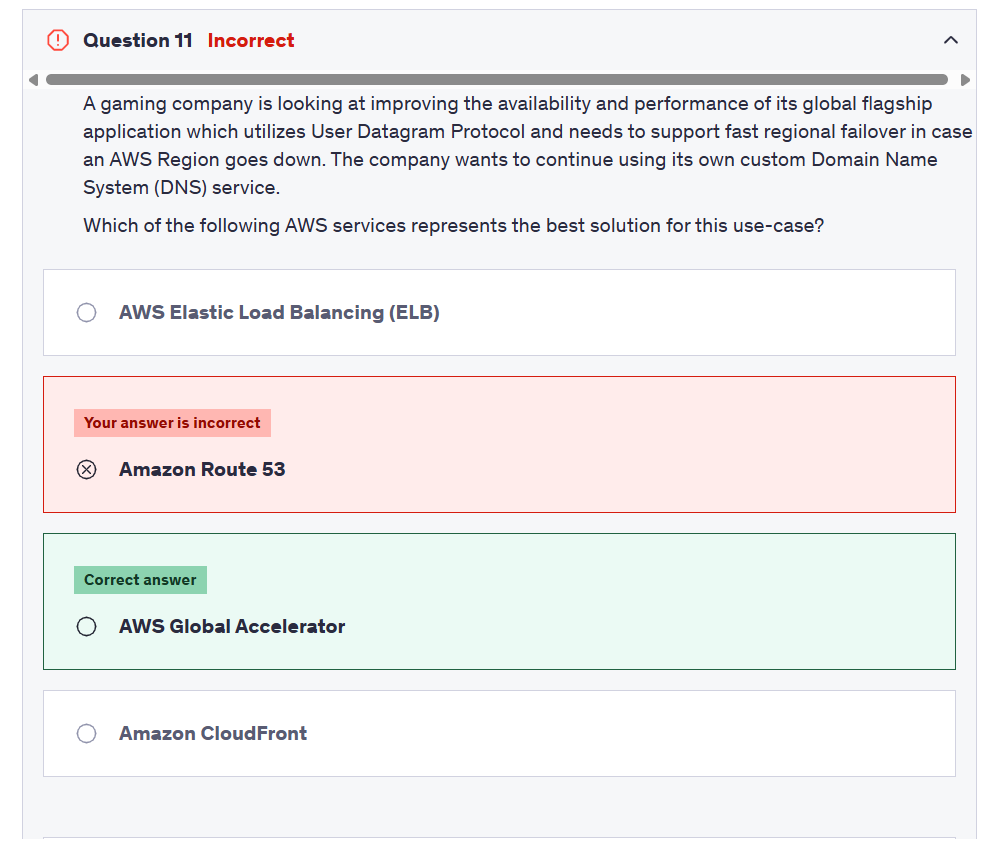 Question 11 Incorrect
A gaming company is looking at improving the availability and performance of its global flagship
application which utilizes User Datagram Protocol and needs to support fast regional failover in case
an AWS Region goes down. The company wants to continue using its own custom Domain Name
System (DNS) service.
Which of the following AWS services represents the best solution for this use-case?
AWS Elastic Load Balancing (ELB)
Your answer is incorrect
Amazon Route 53
Correct answer
AWS Global Accelerator
Amazon CloudFront